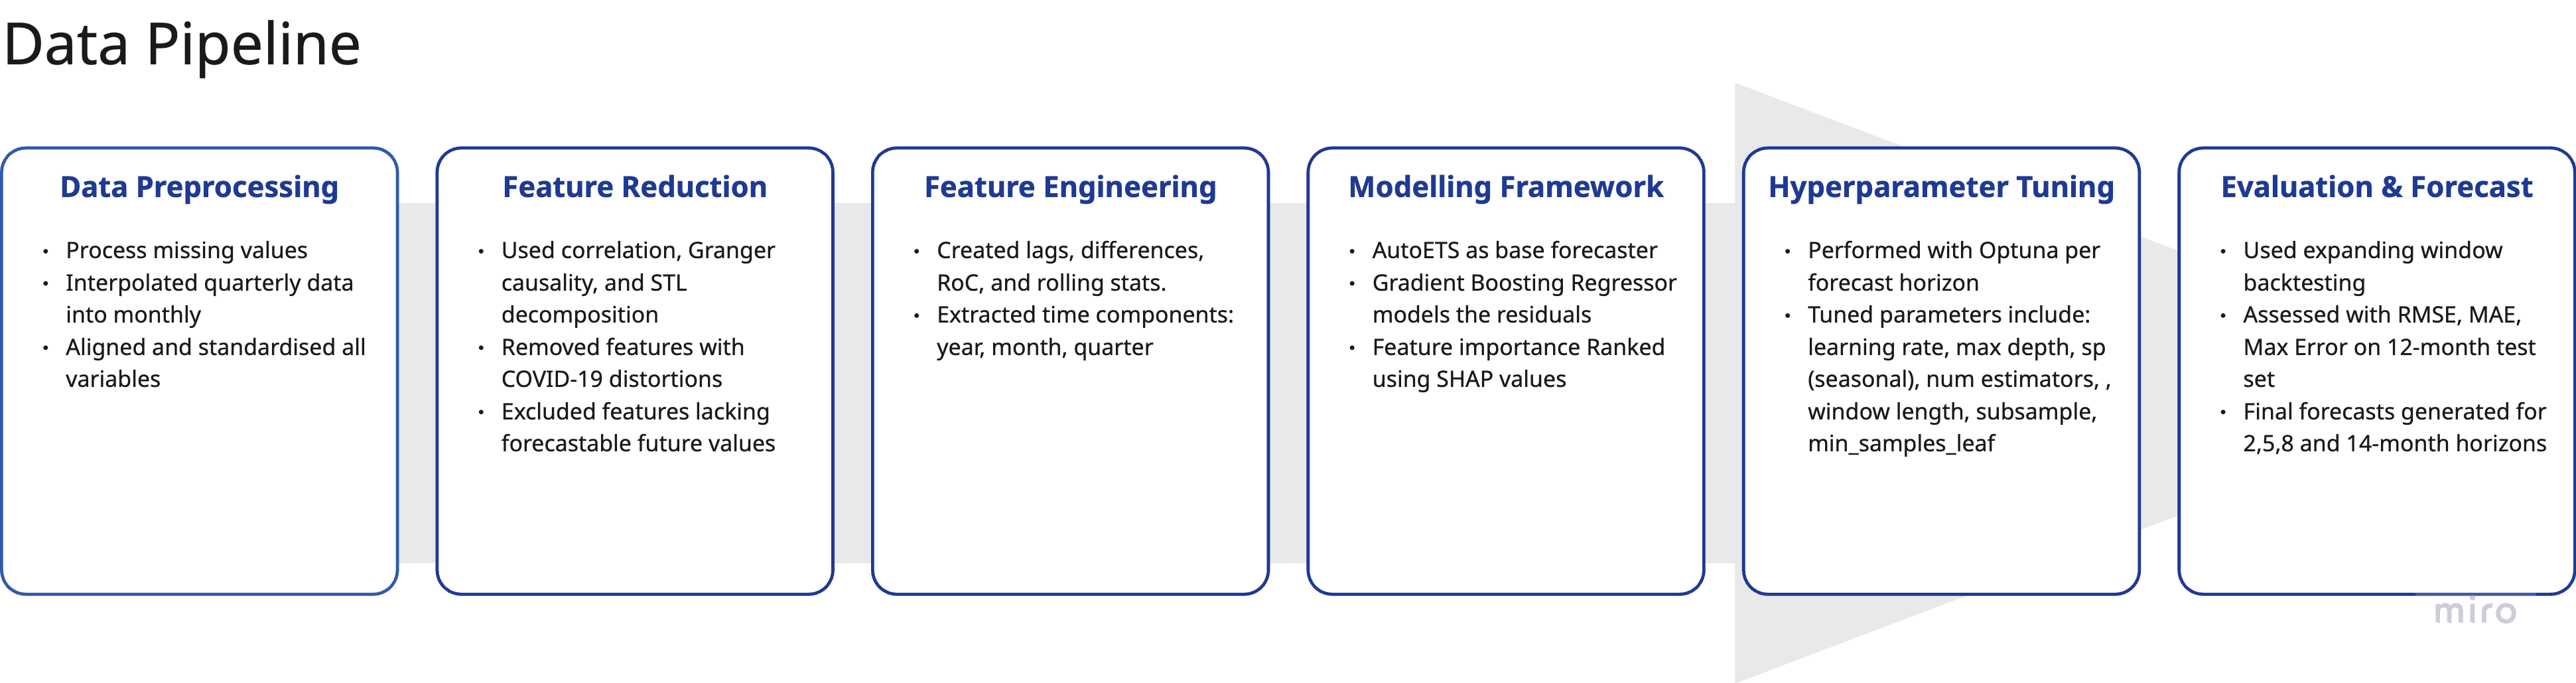 Data Pipeline
Data Preprocessing
· Process missing values
· Interpolated quarterly data
into monthly
· Aligned and standardised all
variables
Feature Reduction
· Used correlation, Granger
causality, and STL
decomposition
· Removed features with
COVID-19 distortions
· Excluded features lacking
forecastable future values
Feature Engineering
· Created lags, differences,
RoC, and rolling stats.
· Extracted time components:
year, month, quarter
Modelling Framework
· AutoETS as base forecaster
· Gradient Boosting Regressor
models the residuals
· Feature importance Ranked
using SHAP values
Hyperparameter Tuning
· Performed with Optuna per
forecast horizon
· Tuned parameters include:
learning rate, max depth, sp
(seasonal), num estimators, ,
window length, subsample,
min_samples_leaf
Evaluation & Forecast
· Used expanding window
backtesting
· Assessed with RMSE, MAE,
Max Error on 12-month test
set
· Final forecasts generated for
2,5,8 and 14-month horizons
miro